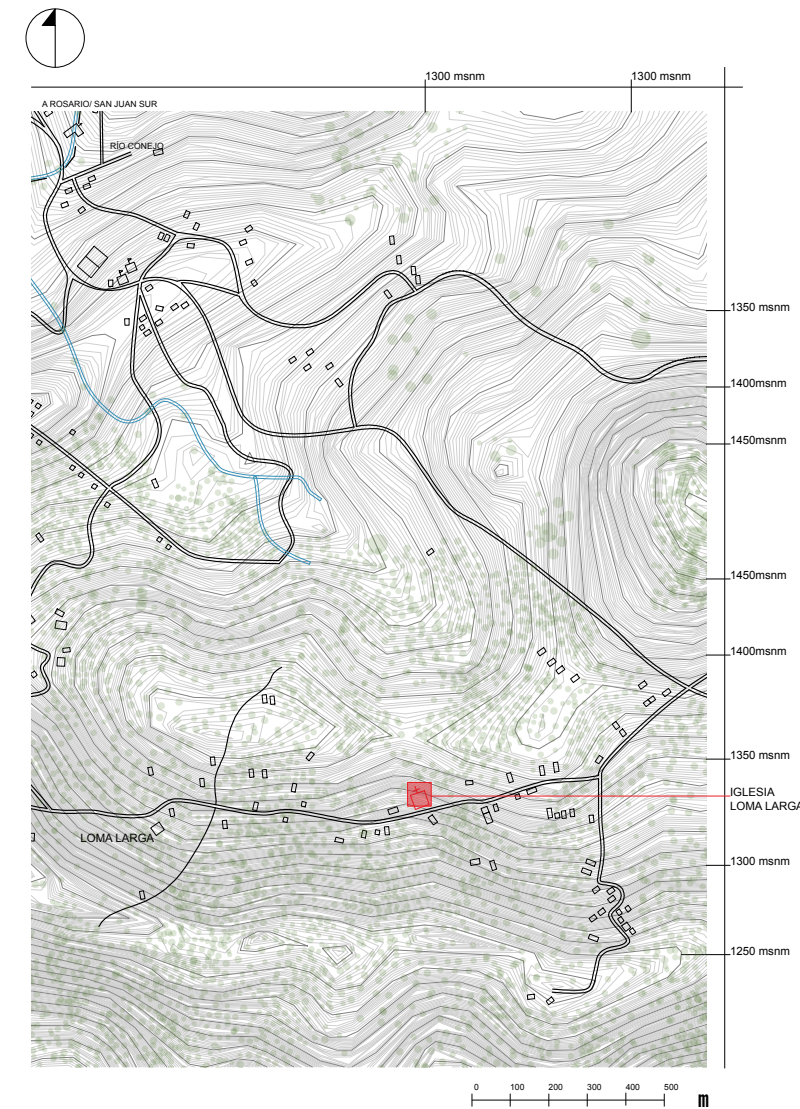 1300 msnm
1300 msnm
A ROSARIO/ SAN JUAN SUR
RÍO CONEJO
1350 msnm
1400msnm
1450msnm
1450msnm
1400msnm
1350 msnm
IGLESIA
LOMA LARGA
LOMA LARGA
1300 msnm
1250 msnm
0 100 200 300 400 500 m